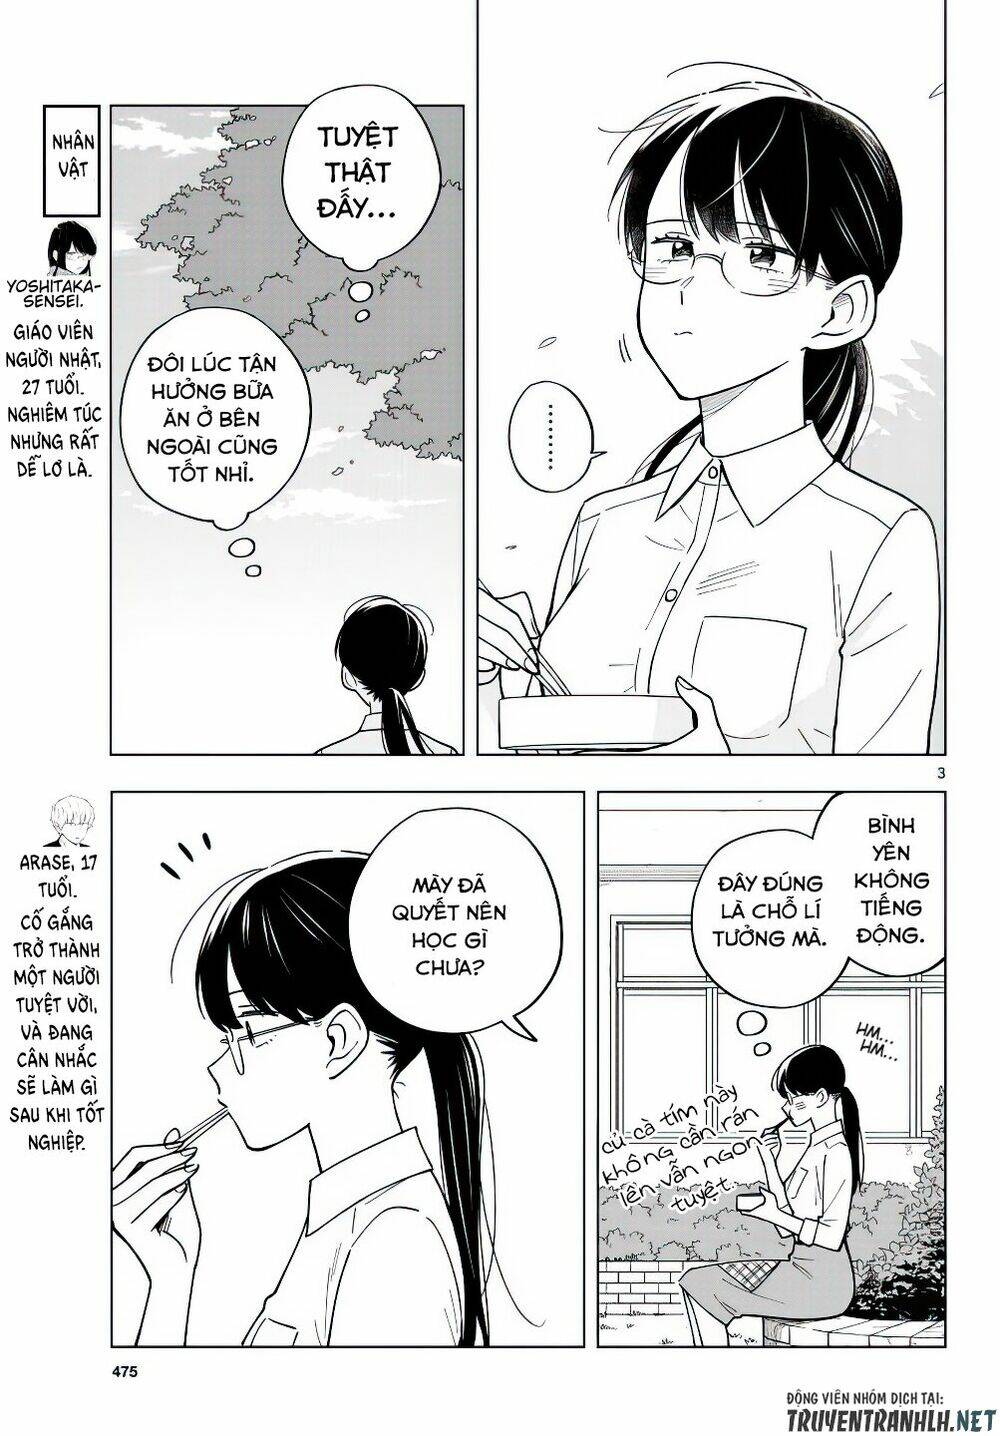 .........
TUYỆT
THẬT
ĐẤY...
ĐÔI LÚC TẬN
HƯỞNG BỮA
ĂN Ở BÊN
NGOÀI CŨNG
TỐT NHỈ.
NHÂN
VẬT
YOSHITAKA-
SENSEI.
GIÁO VIÊN
NGƯỜI NHẬT,
27 TUỔI.
NGHIÊM TÚC
NHƯNG RẤT
DỄ LƠ LÀ.
3
BÌNH
YÊN
KHÔNG
TIẾNG
ĐỘNG.
ĐÂY ĐÚNG
LÀ CHỖ LÍ
TƯỞNG MÀ.
HM...
HM...
CỦ CÀ TÍM NÀY
KHÔNG CẦN RÁN
LÊN VẪN NGON
TUYỆT.
MÀY ĐÃ
QUYẾT NÊN
HỌC GÌ
CHƯA?
ARASE, 17
TUỔI.
CỐ GẮNG
TRỞ THÀNH
MỘT NGƯỜI
TUYỆT VỜI,
VÀ ĐANG
CÂN NHẮC
SẼ LÀM GÌ
SAU KHI TỐT
NGHIỆP.
475
ĐỘNG VIÊN NHÓM DỊCH TẠI:
TRUYENTRANHLH.NET